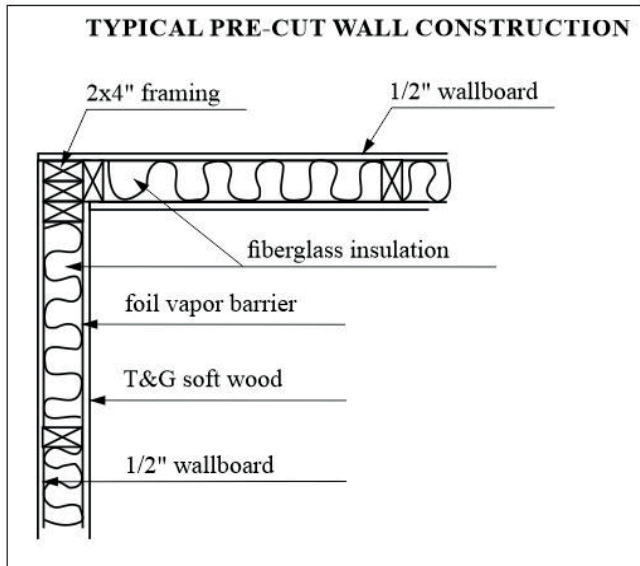 TYPICAL PRE-CUT WALL CONSTRUCTION
2x4" framing
1/2" wallboard
fiberglass insulation
foil vapor barrier
T&G soft wood
1/2" wallboard